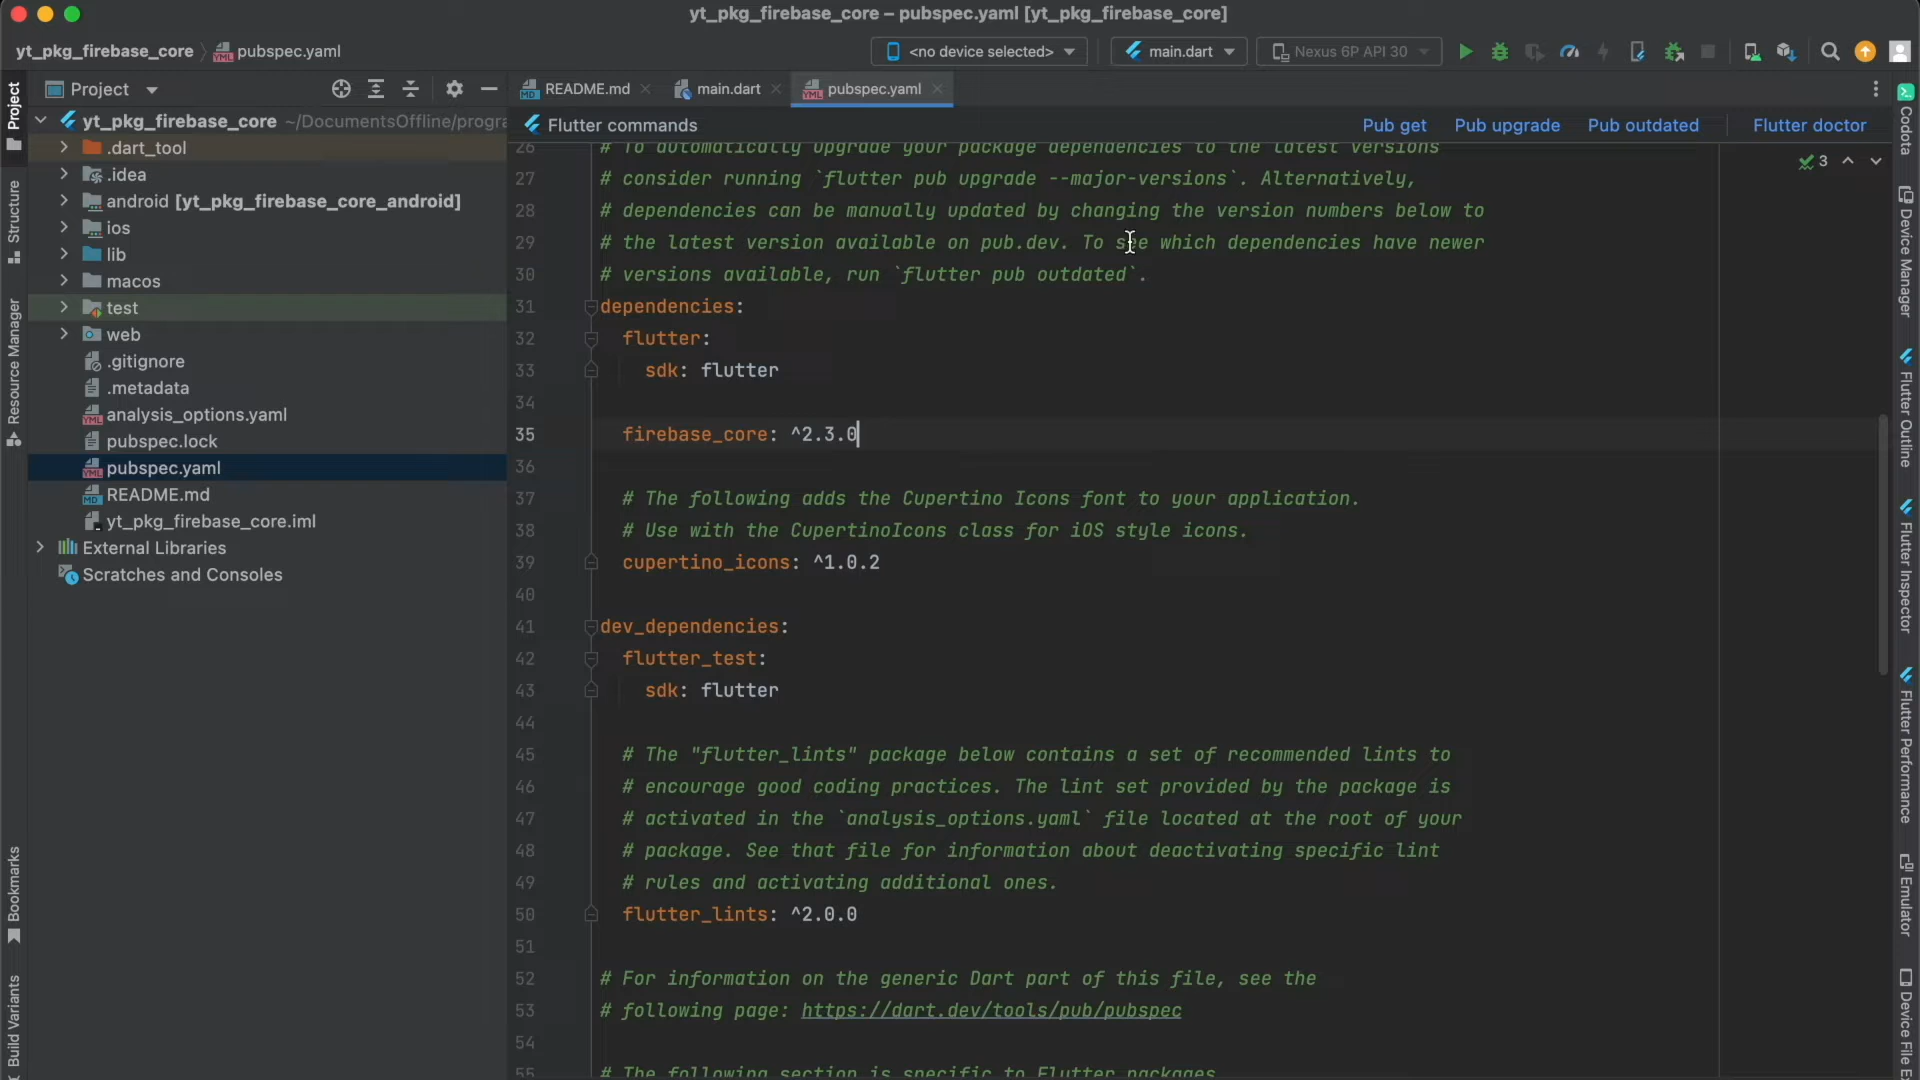 yt_pkg_firebase_core – pubspec.yaml [yt_pkg_firebase_core]
yt_pkg_firebase_core
pubspec.yaml
<no device selected>
main.dart
Nexus 6P API 30
Project
README.md
main.dart
pubspec.yaml
Flutter commands
Pub get
Pub upgrade
Pub outdated
Flutter doctor
Project
Structure
Resource Manager
Bookmarks
Build Variants
yt_pkg_firebase_core ~/DocumentsOffline/progra
.dart_tool
.idea
android [yt_pkg_firebase_core_android]
ios
lib
macos
test
web
.gitignore
.metadata
analysis_options.yaml
pubspec.lock
pubspec.yaml
README.md
yt_pkg_firebase_core.iml
External Libraries
Scratches and Consoles
3
26 # To automatically upgrade your package dependencies to the latest versions
27 # consider running `flutter pub upgrade --major-versions`. Alternatively,
28 # dependencies can be manually updated by changing the version numbers below to
29 # the latest version available on pub.dev. To see which dependencies have newer
30 # versions available, run `flutter pub outdated`.
31 dependencies:
32 flutter:
33 sdk: flutter
34
35 firebase_core: ^2.3.0
36
37 # The following adds the Cupertino Icons font to your application.
38 # Use with the CupertinoIcons class for iOS style icons.
39 cupertino_icons: ^1.0.2
40
41 dev_dependencies:
42 flutter_test:
43 sdk: flutter
44
45 # The "flutter_lints" package below contains a set of recommended lints to
46 # encourage good coding practices. The lint set provided by the package is
47 # activated in the `analysis_options.yaml` file located at the root of your
48 # package. See that file for information about deactivating specific lint
49 # rules and activating additional ones.
50 flutter_lints: ^2.0.0
51
52 # For information on the generic Dart part of this file, see the
53 # following page: https://dart.dev/tools/pub/pubspec
54
55 # The following section is specific to Flutter packages
Codota
Device Manager
Flutter Outline
Flutter Inspector
Flutter Performance
Emulator
Device File E